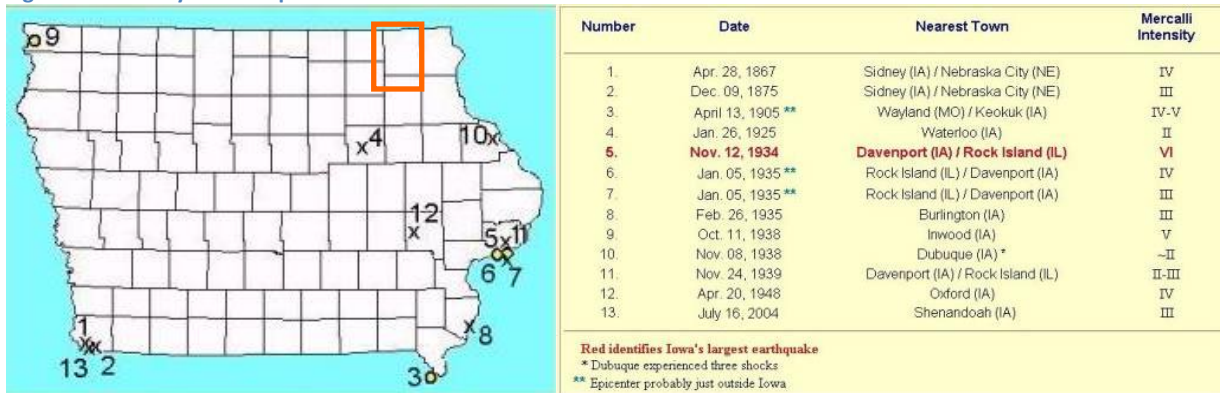 9
4
10
12
5
11
6
7
1
8
13
2
3
Number Date Nearest Town Mercalli Intensity
1. Apr. 28, 1867 Sidney (IA) / Nebraska City (NE) IV
2. Dec. 09, 1875 Sidney (IA) / Nebraska City (NE) III
3. April 13, 1905 ** Wayland (MO) / Keokuk (IA) IV-V
4. Jan. 26, 1925 Waterloo (IA) II
5. Nov. 12, 1934 Davenport (IA) / Rock Island (IL) VI
6. Jan. 05, 1935 ** Rock Island (IL) / Davenport (IA) IV
7. Jan. 05, 1935 ** Rock Island (IL) / Davenport (IA) III
8. Feb. 26, 1935 Burlington (IA) III
9. Oct. 11, 1938 Inwood (IA) V
10. Nov. 08, 1938 Dubuque (IA) * ~II
11. Nov. 24, 1939 Davenport (IA) / Rock Island (IL) II-III
12. Apr. 20, 1948 Oxford (IA) IV
13. July 16, 2004 Shenandoah (IA) III
Red identifies Iowa's largest earthquake
* Dubuque experienced three shocks
** Epicenter probably just outside Iowa